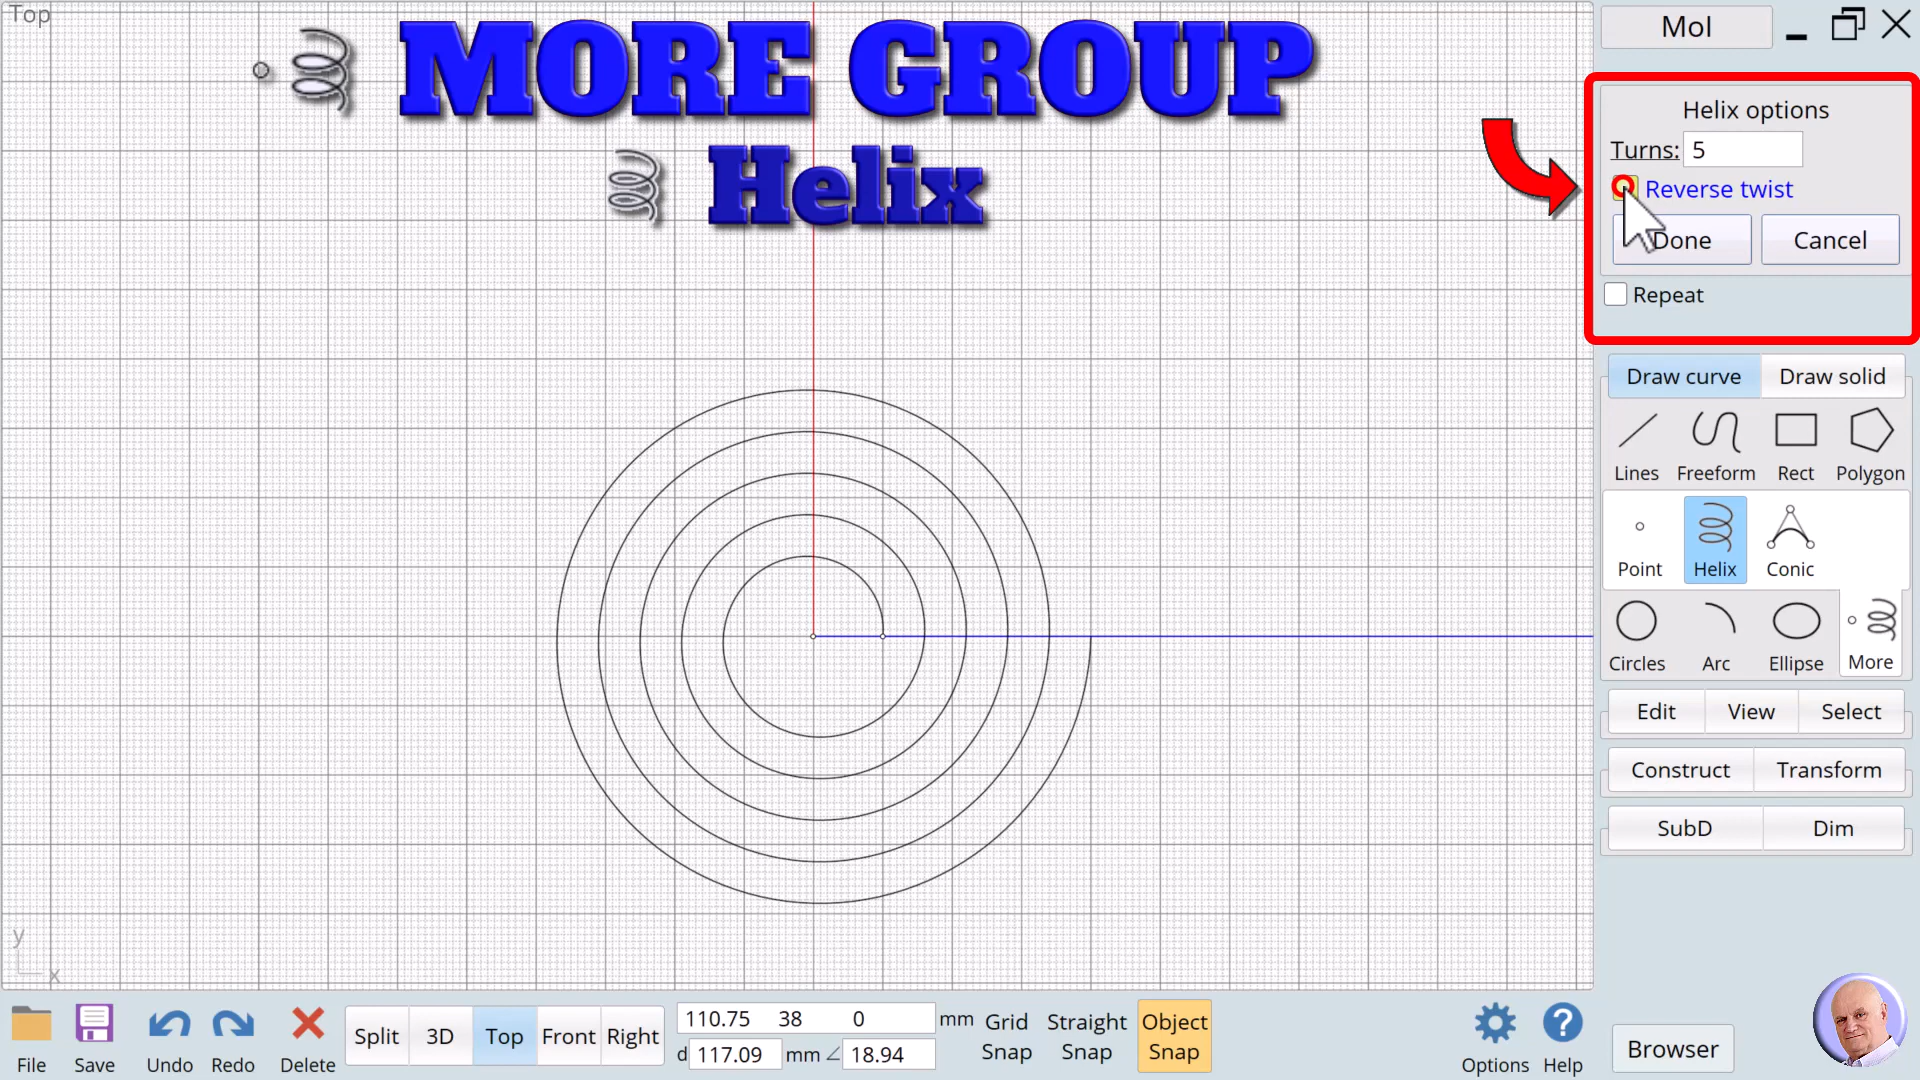 Top
MORE GROUP
Helix
MoI
Helix options
Turns: 5
Reverse twist
Done Cancel
Repeat
Draw curve Draw solid
Lines Freeform Rect Polygon
Point Helix Conic
Circles Arc Ellipse More
Edit View Select
Construct Transform
SubD Dim
y
x
File Save Undo Redo Delete
Split 3D Top Front Right
110.75 38 0 mm
d 117.09 mm ∠ 18.94
Grid Snap
Straight Snap
Object Snap
Options Help
Browser